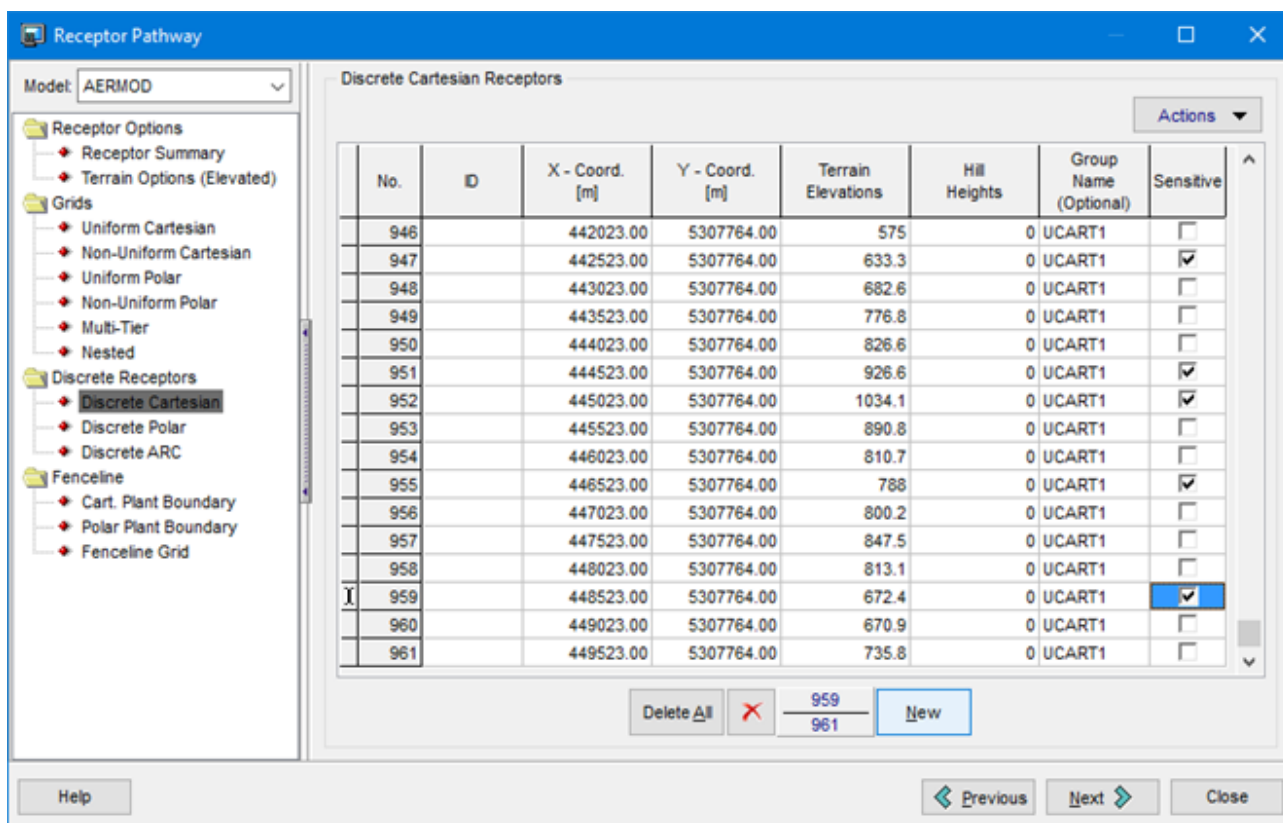 Receptor Pathway
Model: AERMOD
Receptor Options
Receptor Summary
Terrain Options (Elevated)
Grids
Uniform Cartesian
Non-Uniform Cartesian
Uniform Polar
Non-Uniform Polar
Multi-Tier
Nested
Discrete Receptors
Discrete Cartesian
Discrete Polar
Discrete ARC
Fenceline
Cart. Plant Boundary
Polar Plant Boundary
Fenceline Grid
Discrete Cartesian Receptors
Actions
No. ID X - Coord. [m] Y - Coord. [m] Terrain Elevations Hill Heights Group Name (Optional) Sensitive
946 442023.00 5307764.00 575 0 UCART1
947 442523.00 5307764.00 633.3 0 UCART1
948 443023.00 5307764.00 682.6 0 UCART1
949 443523.00 5307764.00 776.8 0 UCART1
950 444023.00 5307764.00 826.6 0 UCART1
951 444523.00 5307764.00 926.6 0 UCART1
952 445023.00 5307764.00 1034.1 0 UCART1
953 445523.00 5307764.00 890.8 0 UCART1
954 446023.00 5307764.00 810.7 0 UCART1
955 446523.00 5307764.00 788 0 UCART1
956 447023.00 5307764.00 800.2 0 UCART1
957 447523.00 5307764.00 847.5 0 UCART1
958 448023.00 5307764.00 813.1 0 UCART1
959 448523.00 5307764.00 672.4 0 UCART1
960 449023.00 5307764.00 670.9 0 UCART1
961 449523.00 5307764.00 735.8 0 UCART1
Delete All 959 New
961
Help Previous Next Close